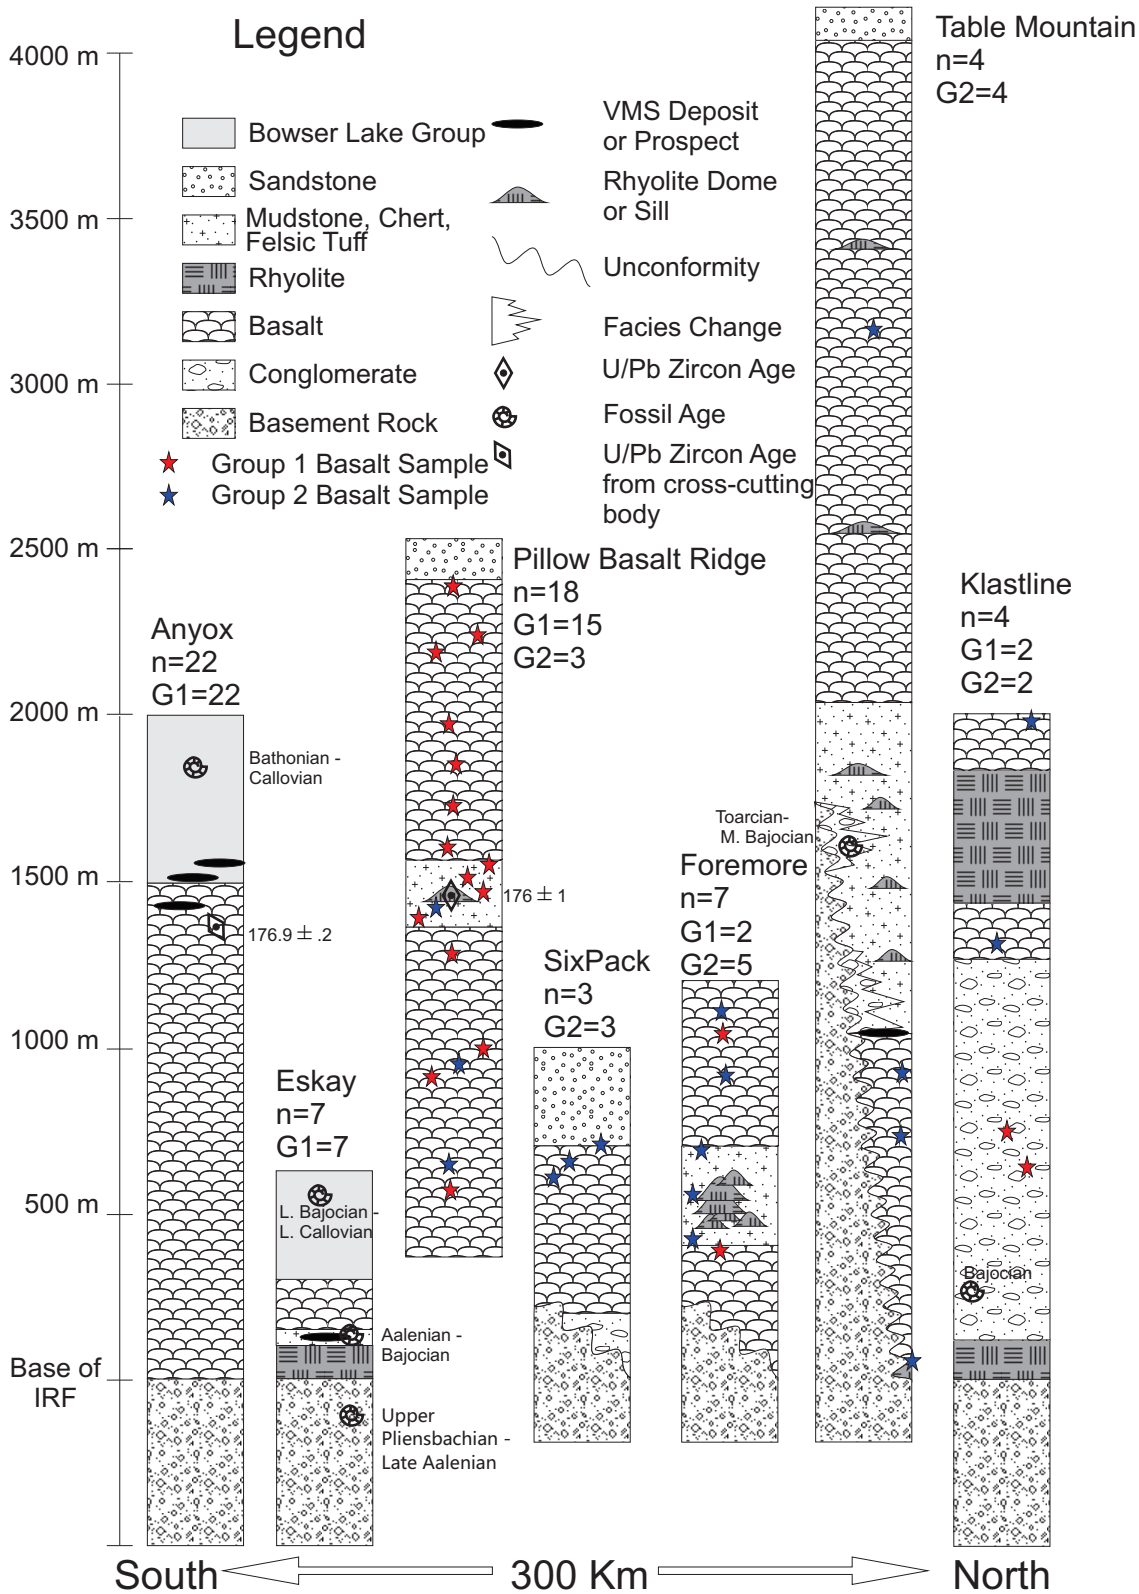 Legend
Bowser Lake Group
Sandstone
Mudstone, Chert,
Felsic Tuff
Rhyolite
Basalt
Conglomerate
Basement Rock
Group 1 Basalt Sample
Group 2 Basalt Sample
VMS Deposit
or Prospect
Rhyolite Dome
or Sill
Unconformity
Facies Change
U/Pb Zircon Age
Fossil Age
U/Pb Zircon Age
from cross-cutting
body
4000 m
3500 m
3000 m
2500 m
2000 m
1500 m
1000 m
500 m
Base of
IRF
Anyox
n=22
G1=22
Bathonian -
Callovian
176.9 ± .2
Eskay
n=7
G1=7
L. Bajocian -
L. Callovian
Aalenian -
Bajocian
Upper
Pliensbachian -
Late Aalenian
Pillow Basalt Ridge
n=18
G1=15
G2=3
176 ± 1
SixPack
n=3
G2=3
Foremore
n=7
G1=2
G2=5
Table Mountain
n=4
G2=4
Toarcian-
M. Bajocian
Klastline
n=4
G1=2
G2=2
Bajocian
South
300 Km
North